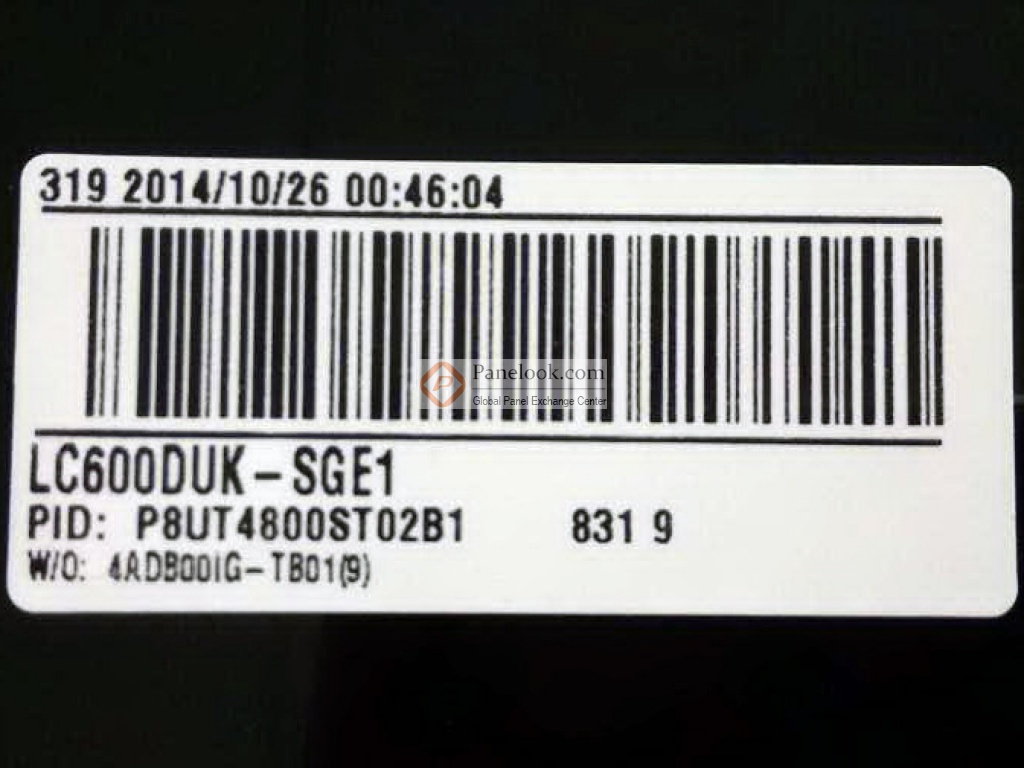 319 2014/10/26 00:46:04
Panelook.com
Global Panel Exchange Center
LC600DUK-SGE1
PID: P8UT4800ST02B1 831 9
W/O: 4ADB00IG-TB01(9)